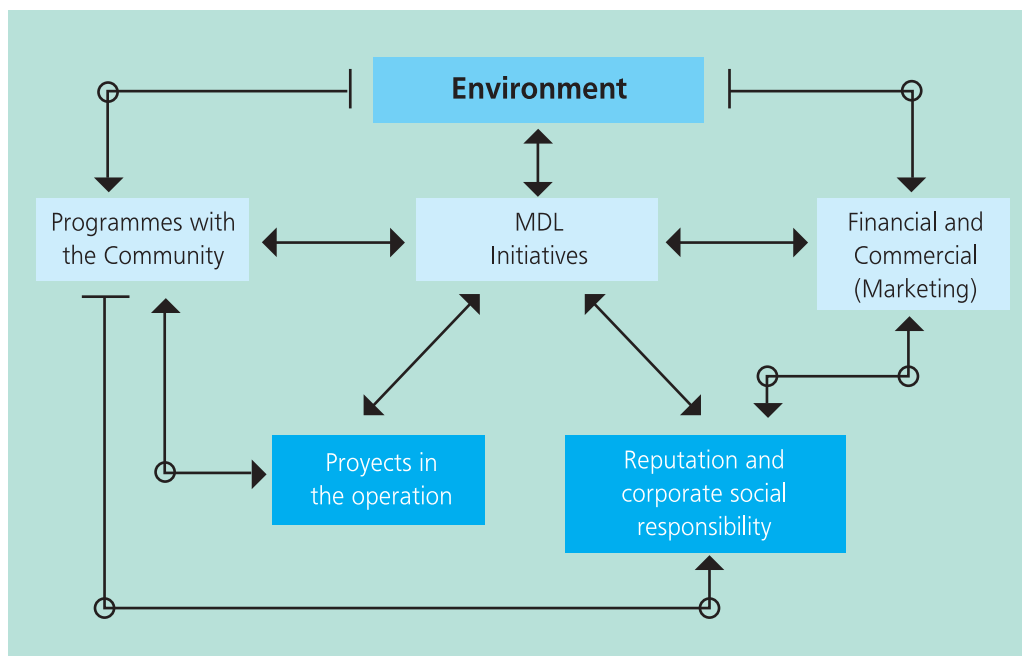 Environment
Programmes with
the Community
MDL
Initiatives
Financial and
Commercial
(Marketing)
Proyects in
the operation
Reputation and
corporate social
responsibility